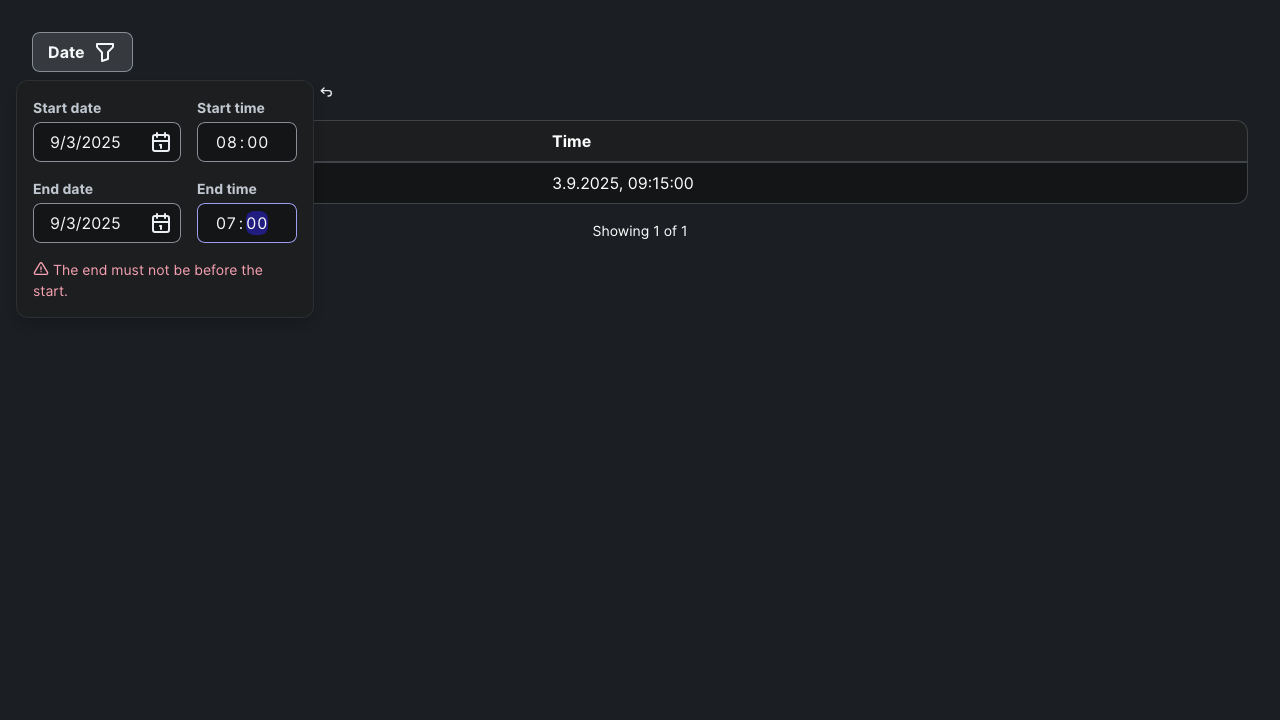 Date
Start date
Start time
9/3/2025
08:00
End date
End time
9/3/2025
07:00
The end must not be before the
start.
Time
3.9.2025, 09:15:00
Showing 1 of 1